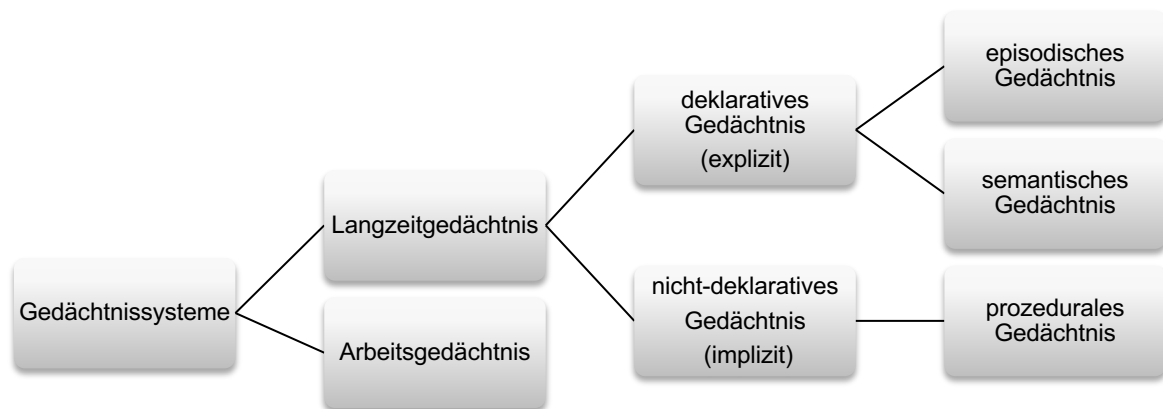 Gedächtnissysteme
Langzeitgedächtnis
Arbeitsgedächtnis
deklaratives
Gedächtnis
(explizit)
nicht-deklaratives
Gedächtnis
(implizit)
episodisches
Gedächtnis
semantisches
Gedächtnis
prozedurales
Gedächtnis